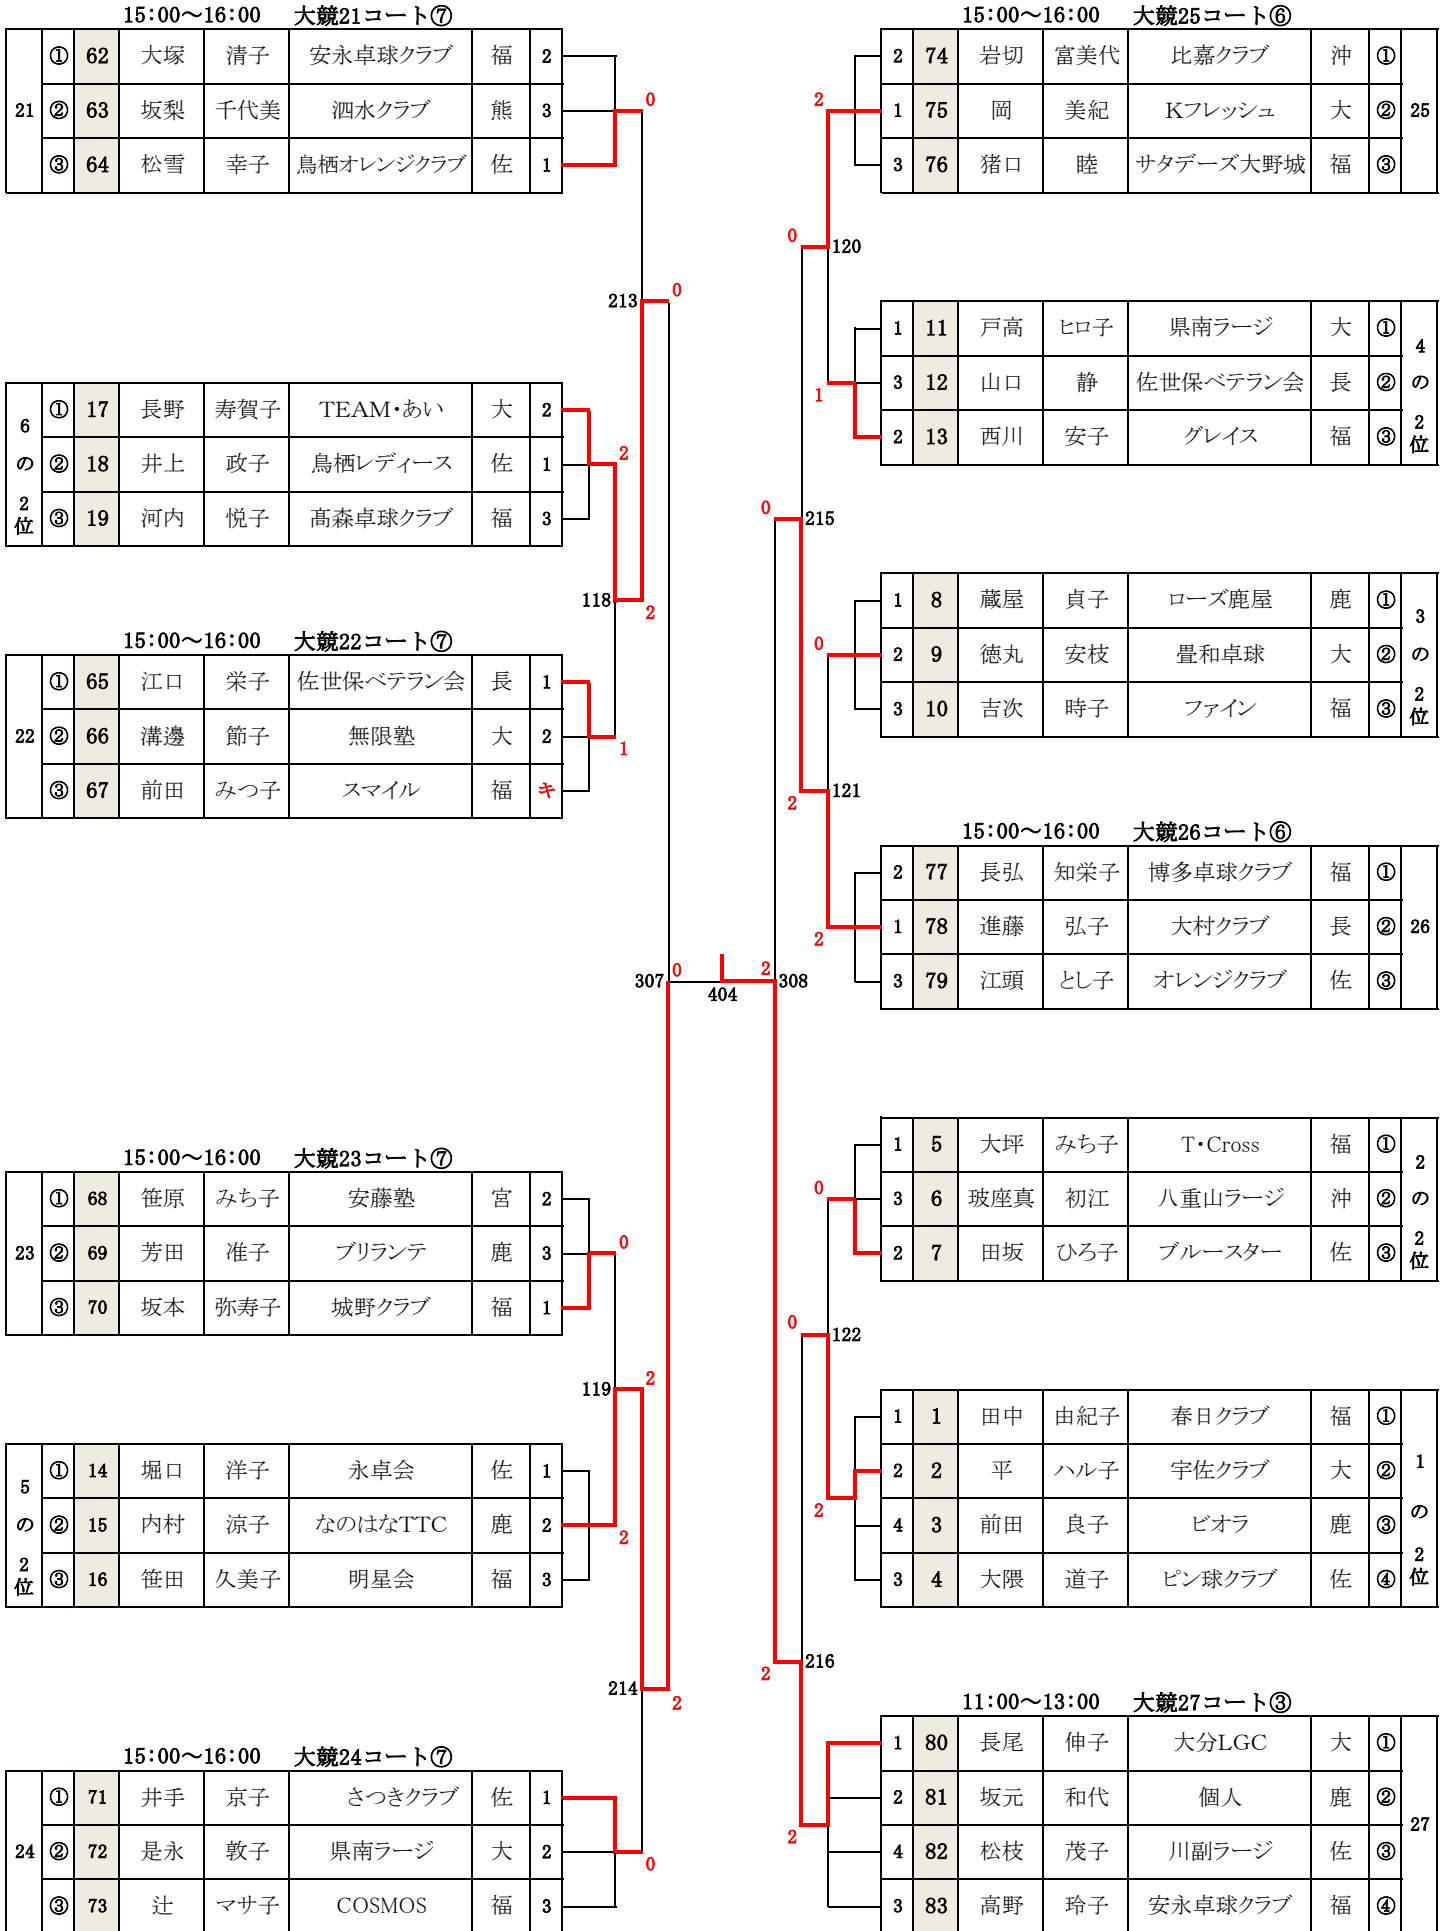 15:00～16:00 大競21コート⑦
21
① 62 大塚 清子 安永卓球クラブ 福 2
② 63 坂梨 千代美 泗水クラブ 熊 3
③ 64 松雪 幸子 鳥栖オレンジクラブ 佐 1
0
213
0
6の2位
① 17 長野 寿賀子 TEAM・あい 大 2
② 18 井上 政子 鳥栖レディース 佐 1
③ 19 河内 悦子 髙森卓球クラブ 福 3
2
118
2
15:00～16:00 大競22コート⑦
22
① 65 江口 栄子 佐世保ベテラン会 長 1
② 66 溝邊 節子 無限塾 大 2
③ 67 前田 みつ子 スマイル 福 キ
1
307
0
404
2
308
15:00～16:00 大競23コート⑦
23
① 68 笹原 みち子 安藤塾 宮 2
② 69 芳田 准子 ブリランテ 鹿 3
③ 70 坂本 弥寿子 城野クラブ 福 1
0
119
2
5の2位
① 14 堀口 洋子 永卓会 佐 1
② 15 内村 涼子 なのはなTTC 鹿 2
③ 16 笹田 久美子 明星会 福 3
2
214
2
15:00～16:00 大競24コート⑦
24
① 71 井手 京子 さつきクラブ 佐 1
② 72 是永 敦子 県南ラージ 大 2
③ 73 辻 マサ子 COSMOS 福 3
0
15:00～16:00 大競25コート⑥
2 74 岩切 富美代 比嘉クラブ 沖 ①
1 75 岡 美紀 Kフレッシュ 大 ②
3 76 猪口 睦 サタデーズ大野城 福 ③
25
2
0
120
1 11 戸高 ヒロ子 県南ラージ 大 ①
3 12 山口 静 佐世保ベテラン会 長 ②
2 13 西川 安子 グレイス 福 ③
4の2位
1
0
215
1 8 蔵屋 貞子 ローズ鹿屋 鹿 ①
2 9 徳丸 安枝 畳和卓球 大 ②
3 10 吉次 時子 ファイン 福 ③
3の2位
0
2
121
15:00～16:00 大競26コート⑥
2 77 長弘 知栄子 博多卓球クラブ 福 ①
1 78 進藤 弘子 大村クラブ 長 ②
3 79 江頭 とし子 オレンジクラブ 佐 ③
26
2
1 5 大坪 みち子 T・Cross 福 ①
3 6 玻座真 初江 八重山ラージ 沖 ②
2 7 田坂 ひろ子 ブルースター 佐 ③
2の2位
0
0
122
1 1 田中 由紀子 春日クラブ 福 ①
2 2 平 ハル子 宇佐クラブ 大 ②
4 3 前田 良子 ビオラ 鹿 ③
3 4 大隈 道子 ピン球クラブ 佐 ④
1の2位
2
2
216
11:00～13:00 大競27コート③
1 80 長尾 伸子 大分LGC 大 ①
2 81 坂元 和代 個人 鹿 ②
4 82 松枝 茂子 川副ラージ 佐 ③
3 83 高野 玲子 安永卓球クラブ 福 ④
27
2